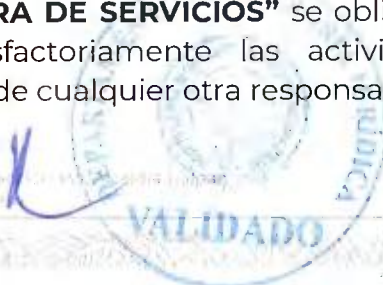 RA DE SERVICIOS” se obl
sfactoriamente las activi
de cualquier otra responsa
VALIDADO